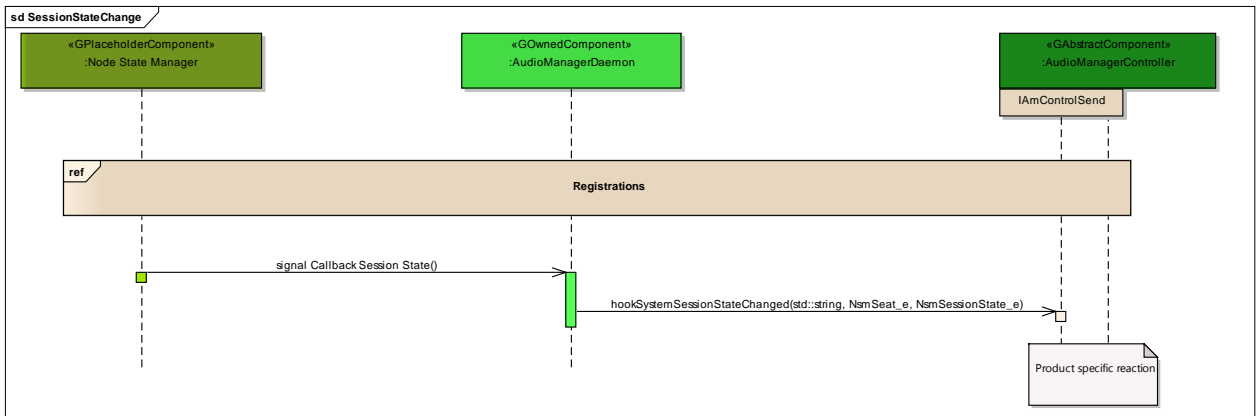 sd SessionStateChange
«GPlaceholderComponent»
:Node State Manager
«GOwnedComponent»
:AudioManagerDaemon
«GAbstractComponent»
:AudioManagerController
IAmControlSend
ref
Registrations
signal Callback Session State()
hookSystemSessionStateChanged(std::string, NsmSeat_e, NsmSessionState_e)
Product specific reaction